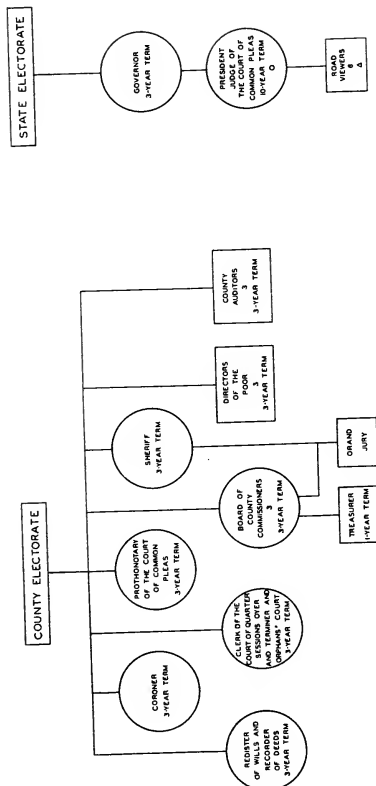 COUNTY ELECTORATE
REGISTER
OF WILLS AND
RECORDER
OF DEEDS
3-YEAR TERM
CORONER
3-YEAR TERM
CLERK OF THE
COURT OF QUARTER
SESSIONS OYER
AND TERMINER AND
ORPHANS' COURT
3-YEAR TERM
PROTHONOTARY
OF THE COURT
OF COMMON
PLEAS
3-YEAR TERM
BOARD OF
COUNTY
COMMISSIONERS
3
3-YEAR TERM
SHERIFF
3-YEAR TERM
DIRECTORS
OF THE
POOR
3
3-YEAR TERM
COUNTY
AUDITORS
3
3-YEAR TERM
TREASURER
1-YEAR TERM
GRAND
JURY
STATE ELECTORATE
GOVERNOR
3-YEAR TERM
PRESIDENT
JUDGE OF
THE COURT OF
COMMON PLEAS
10-YEAR TERM
O
ROAD
VIEWERS
6
Δ